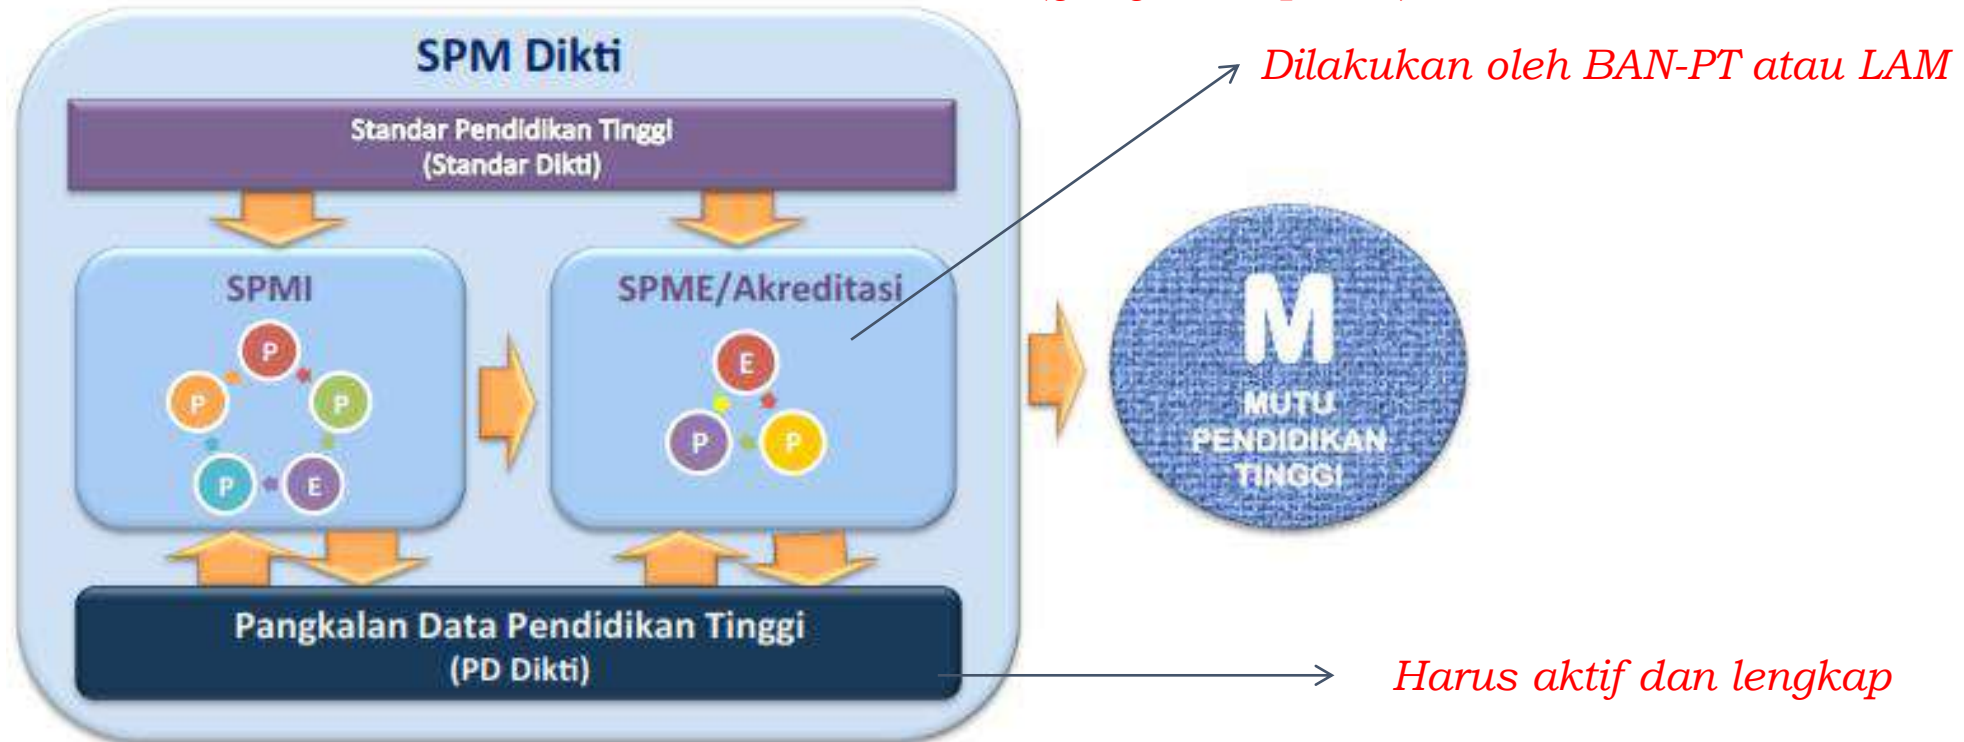 SPM Dikti
Dilakukan oleh BAN-PT atau LAM
Standar Pendidikan Tinggi
(Standar Dikti)
SPMI
P
P
P
P
E
SPME/Akreditasi
E
P
P
M
MUTU
PENDIDIKAN
TINGGI
Pangkalan Data Pendidikan Tinggi
(PD Dikti)
Harus aktif dan lengkap